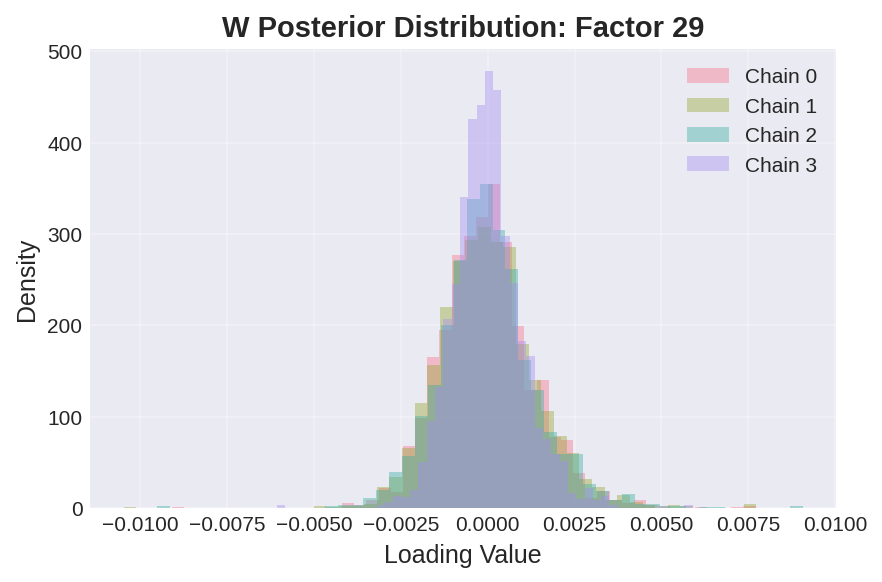 W Posterior Distribution: Factor 29
500
400
300
200
100
0
Density
Chain 0
Chain 1
Chain 2
Chain 3
−0.0100 −0.0075 −0.0050 −0.0025 0.0000 0.0025 0.0050 0.0075 0.0100
Loading Value